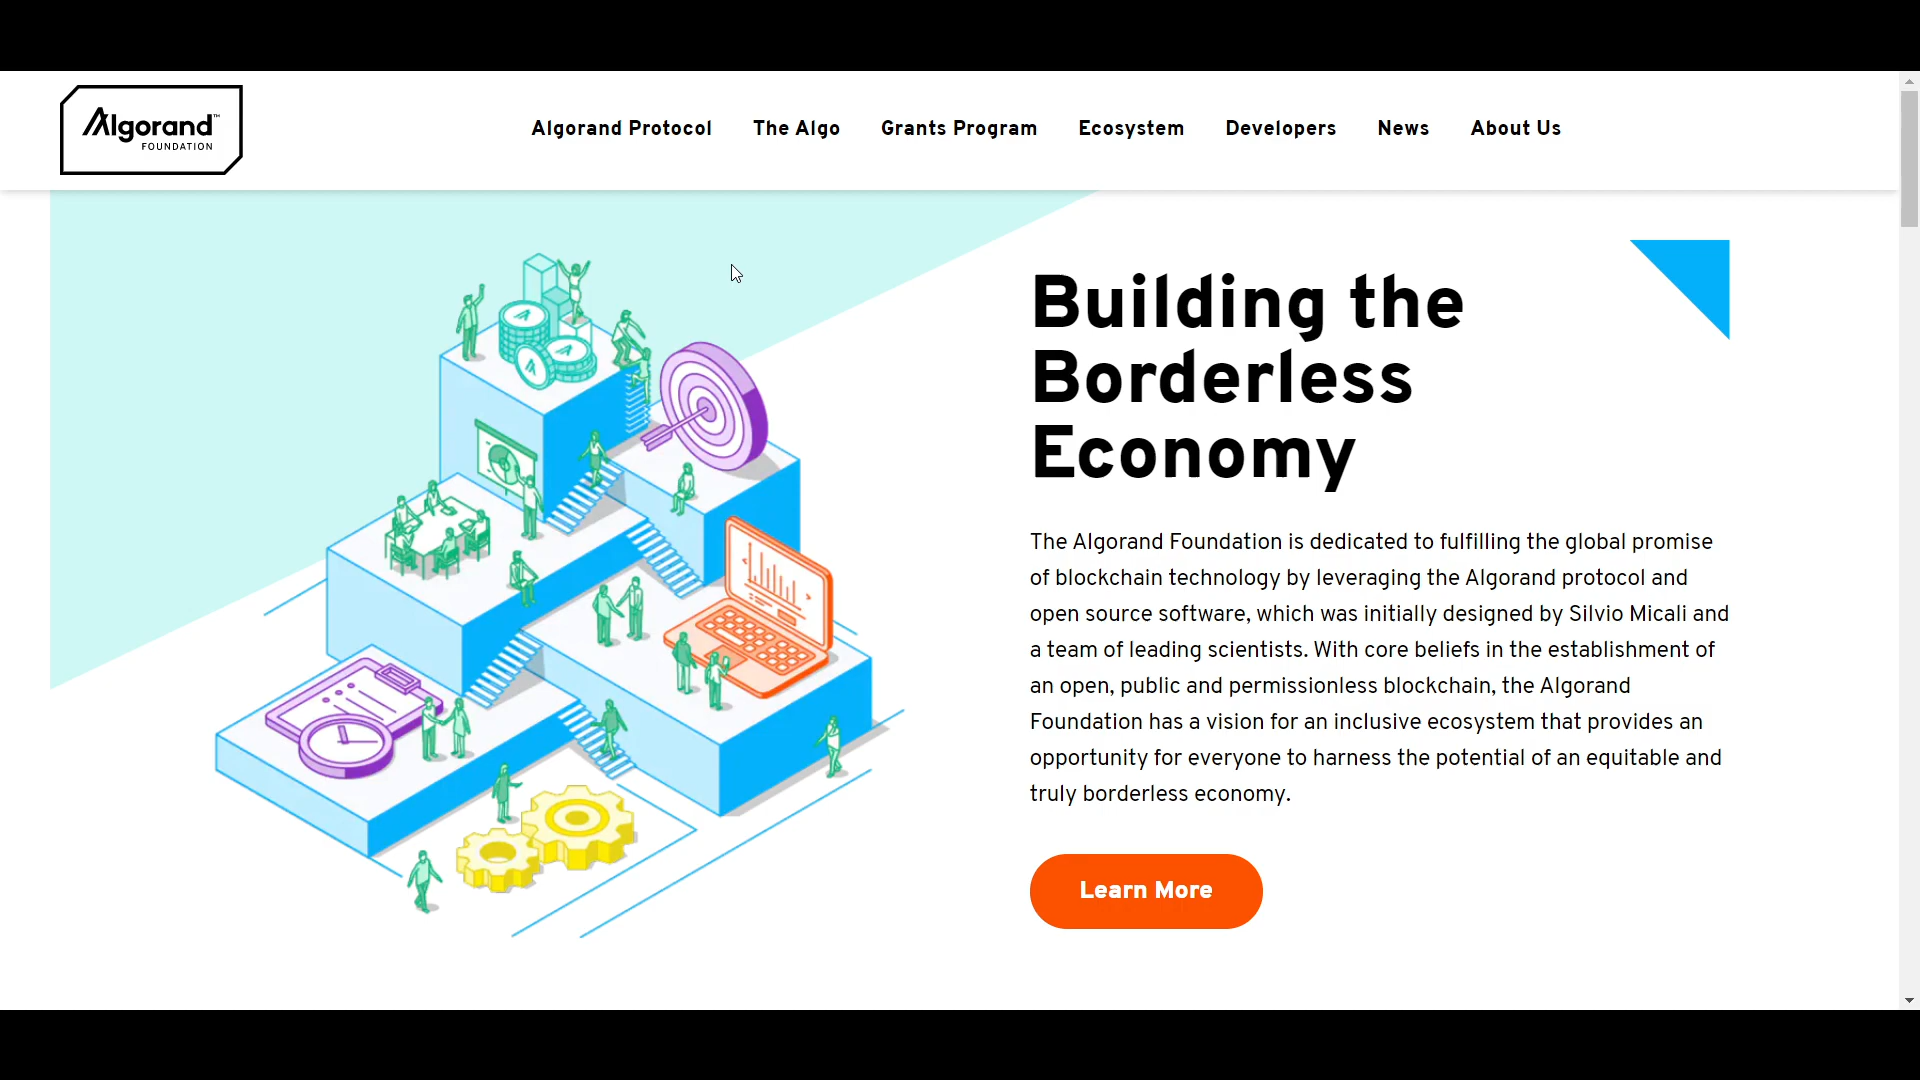 Algorand™
FOUNDATION
Algorand Protocol
The Algo
Grants Program
Ecosystem
Developers
News
About Us
Building the
Borderless
Economy
The Algorand Foundation is dedicated to fulfilling the global promise
of blockchain technology by leveraging the Algorand protocol and
open source software, which was initially designed by Silvio Micali and
a team of leading scientists. With core beliefs in the establishment of
an open, public and permissionless blockchain, the Algorand
Foundation has a vision for an inclusive ecosystem that provides an
opportunity for everyone to harness the potential of an equitable and
truly borderless economy.
Learn More